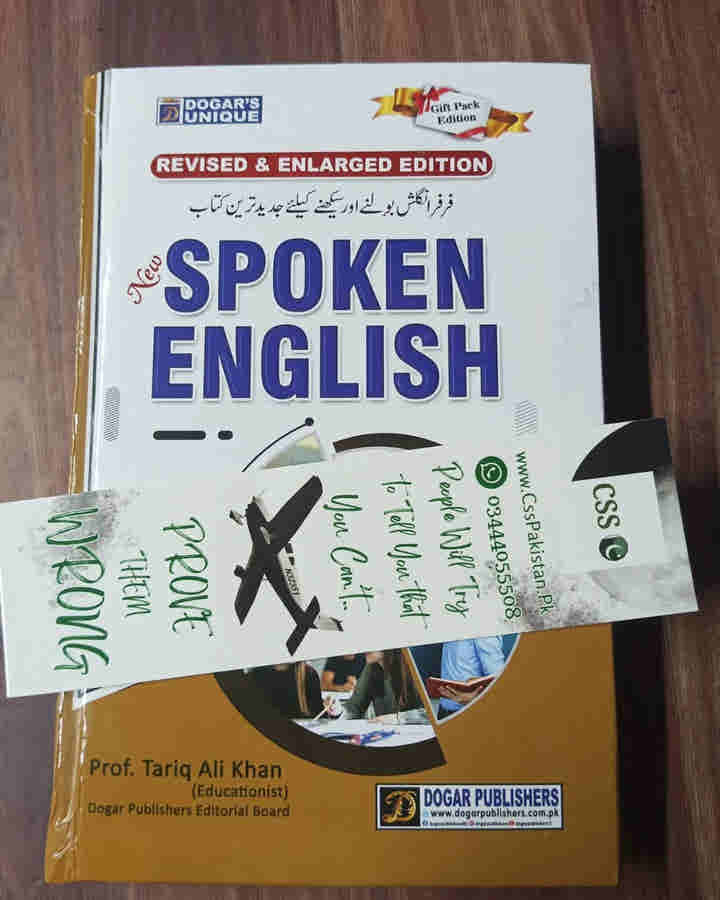 DOGAR'S
UNIQUE
Gift Pack
Edition
REVISED & ENLARGED EDITION
فرفر انگلش بولنے اور سیکھنے کیلئے جدید ترین کتاب
New
SPOKEN
ENGLISH
CSS
www.CssPakistan.Pk
03444055508
People Will Try
to Tell You that
You Can't..
PROVE
THEM
WRONG
Prof. Tariq Ali Khan
(Educationist)
Dogar Publishers Editorial Board
DOGAR PUBLISHERS
www.dogarpublishers.com.pk